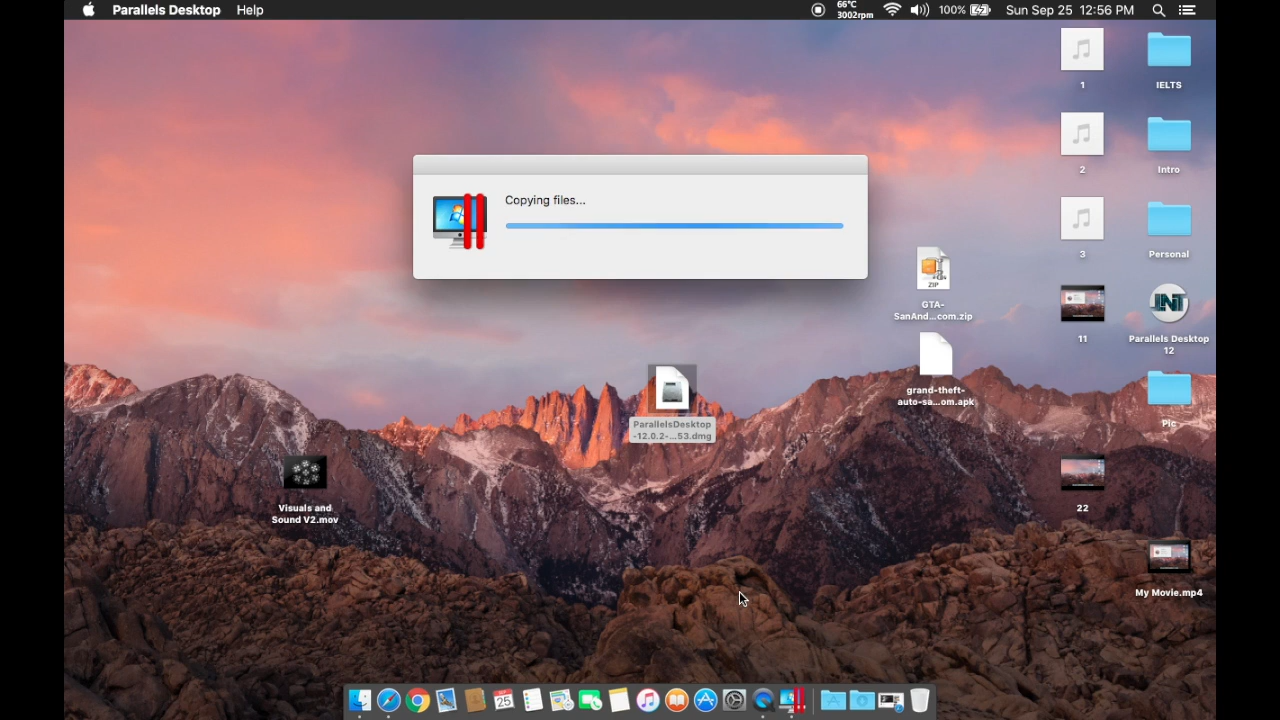 Parallels Desktop Help
66°C
3002rpm
100%
Sun Sep 25 12:56 PM
Copying files...
1
IELTS
2
Intro
3
Personal
ZIP
GTA-
SanAnd...com.zip
11
Parallels Desktop
12
grand-theft-
auto-sa...om.apk
ParallelsDesktop
-12.0.2-...53.dmg
Pic
Visuals and
Sound V2.mov
22
My Movie.mp4
25